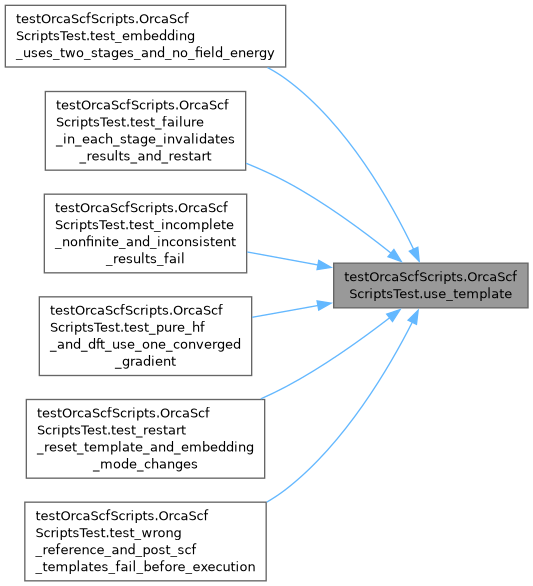 testOrcaScfScripts.OrcaScf
ScriptsTest.test_embedding
_uses_two_stages_and_no_field_energy
testOrcaScfScripts.OrcaScf
ScriptsTest.test_failure
_in_each_stage_invalidates
_results_and_restart
testOrcaScfScripts.OrcaScf
ScriptsTest.test_incomplete
_nonfinite_and_inconsistent
_results_fail
testOrcaScfScripts.OrcaScf
ScriptsTest.use_template
testOrcaScfScripts.OrcaScf
ScriptsTest.test_pure_hf
_and_dft_use_one_converged
_gradient
testOrcaScfScripts.OrcaScf
ScriptsTest.test_restart
_reset_template_and_embedding
_mode_changes
testOrcaScfScripts.OrcaScf
ScriptsTest.test_wrong
_reference_and_post_scf
_templates_fail_before_execution